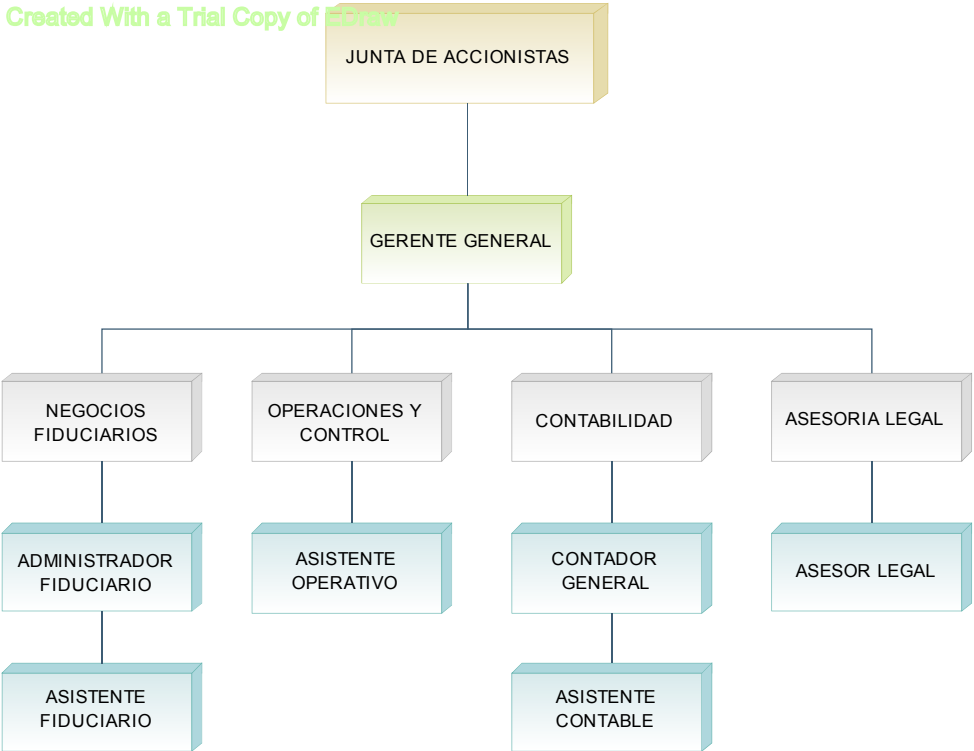 Created With a Trial Copy of EDraw
JUNTA DE ACCIONISTAS
GERENTE GENERAL
NEGOCIOS
FIDUCIARIOS
OPERACIONES Y
CONTROL
CONTABILIDAD
ASESORIA LEGAL
ADMINISTRADOR
FIDUCIARIO
ASISTENTE
OPERATIVO
CONTADOR
GENERAL
ASESOR LEGAL
ASISTENTE
FIDUCIARIO
ASISTENTE
CONTABLE